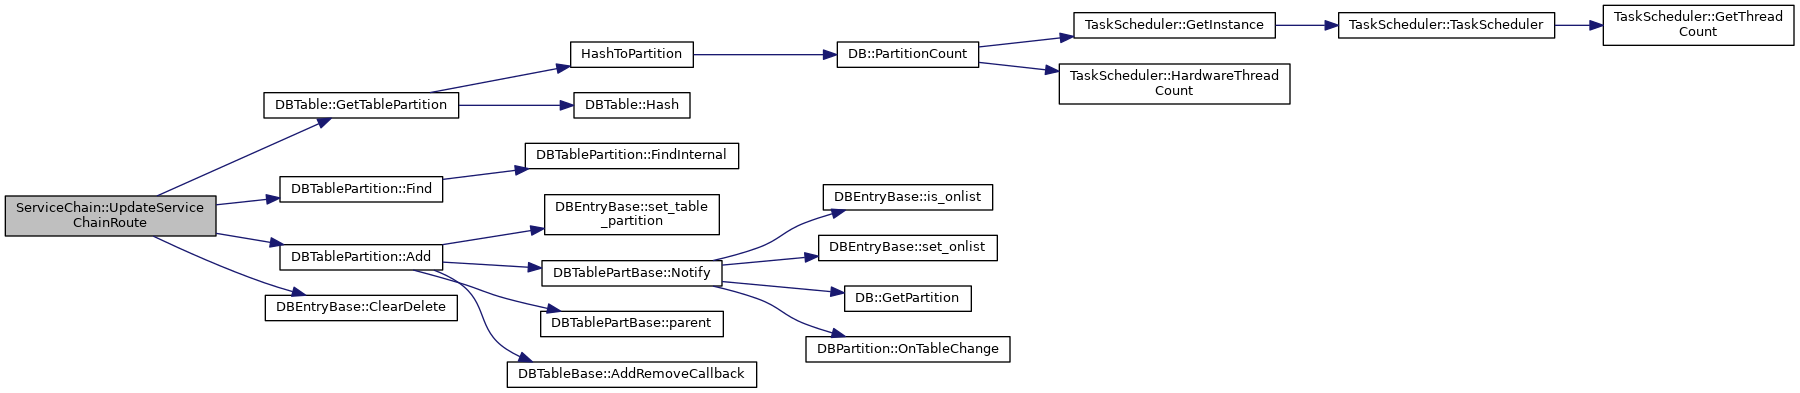 ServiceChain::UpdateService
ChainRoute
DBTable::GetTablePartition
HashToPartition
DB::PartitionCount
TaskScheduler::GetInstance
TaskScheduler::TaskScheduler
TaskScheduler::GetThread
Count
TaskScheduler::HardwareThread
Count
DBTable::Hash
DBTablePartition::Find
DBTablePartition::FindInternal
DBTablePartition::Add
DBEntryBase::set_table
_partition
DBTablePartBase::Notify
DBEntryBase::is_onlist
DBEntryBase::set_onlist
DB::GetPartition
DBPartition::OnTableChange
DBTablePartBase::parent
DBTableBase::AddRemoveCallback
DBEntryBase::ClearDelete